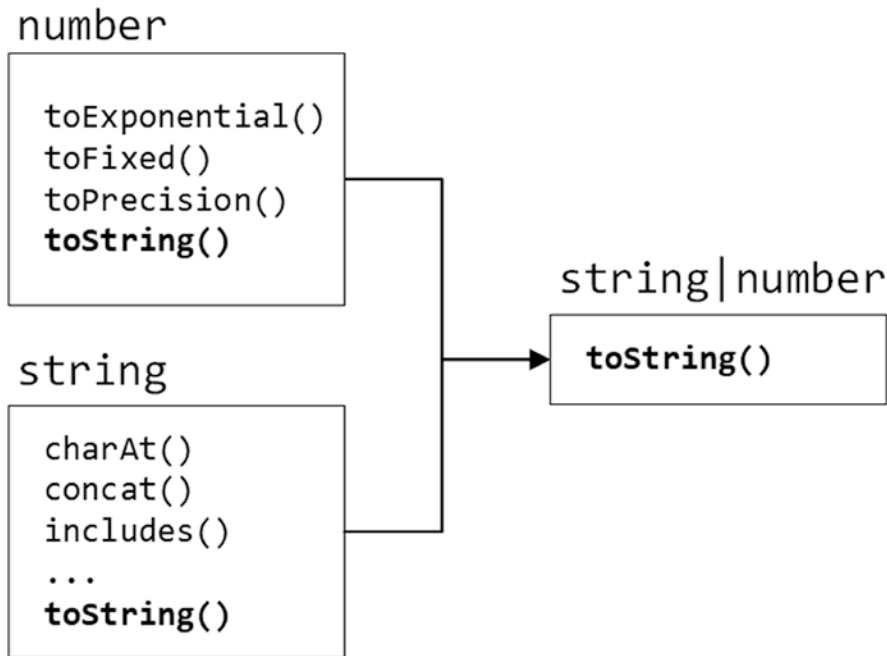 number
toExponential()
toFixed()
toPrecision()
toString()
string|number
toString()
string
charAt()
concat()
includes()
...
toString()